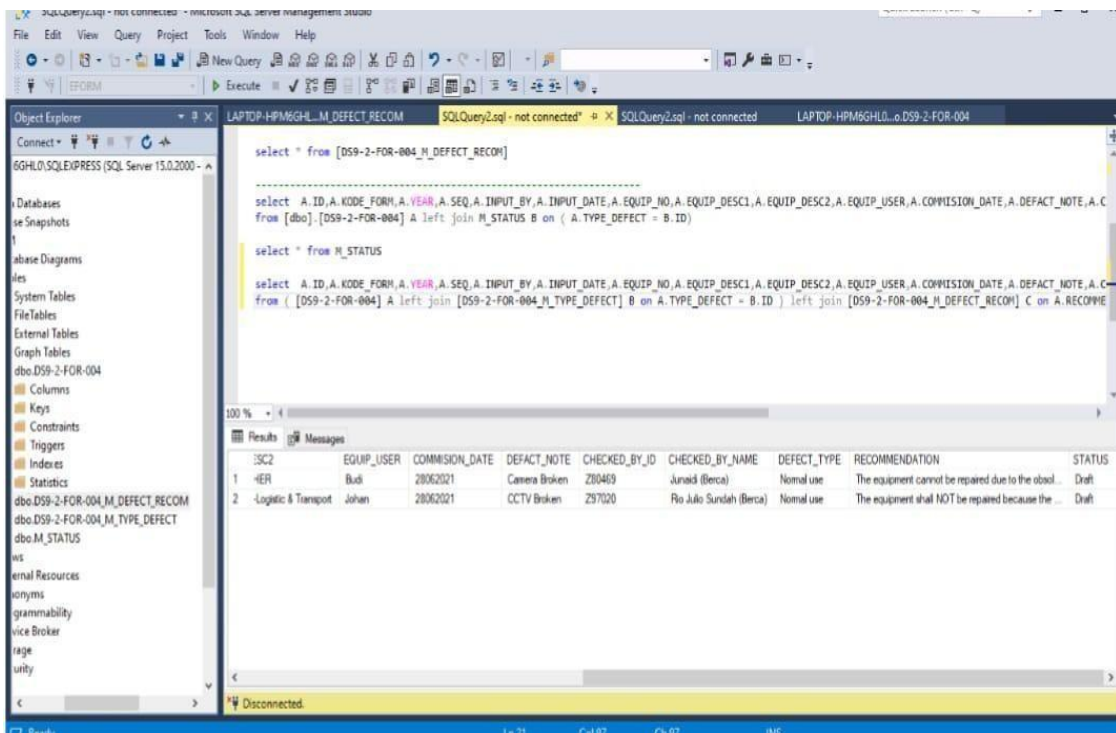 SQLQuery2.sql - not connected - Microsoft SQL Server Management Studio
File Edit View Query Project Tools Window Help
New Query
EFORM Execute
Object Explorer
Connect
6GHL0\SQLEXPRESS (SQL Server 15.0.2000 -
Databases
se Snapshots
abase Diagrams
les
System Tables
FileTables
External Tables
Graph Tables
dbo.DS9-2-FOR-004
Columns
Keys
Constraints
Triggers
Indexes
Statistics
dbo.DS9-2-FOR-004_M_DEFECT_RECOM
dbo.DS9-2-FOR-004_M_TYPE_DEFECT
dbo.M_STATUS
ws
ernal Resources
onyms
grammability
vice Broker
rage
urity
LAPTOP-HPM6GHL...M_DEFECT_RECOM SQLQuery2.sql - not connected* SQLQuery2.sql - not connected LAPTOP-HPM6GHL0...o.DS9-2-FOR-004
select * from [DS9-2-FOR-004_M_DEFECT_RECOM]
select A.ID,A.KODE_FORM,A.YEAR,A.SEQ,A.INPUT_BY,A.INPUT_DATE,A.EQUIP_NO,A.EQUIP_DESC1,A.EQUIP_DESC2,A.EQUIP_USER,A.COMMISION_DATE,A.DEFACT_NOTE,A.C
from [dbo].[DS9-2-FOR-004] A left join M_STATUS B on ( A.TYPE_DEFECT = B.ID)
select * from M_STATUS
select A.ID,A.KODE_FORM,A.YEAR,A.SEQ,A.INPUT_BY,A.INPUT_DATE,A.EQUIP_NO,A.EQUIP_DESC1,A.EQUIP_DESC2,A.EQUIP_USER,A.COMMISION_DATE,A.DEFACT_NOTE,A.C
from ( [DS9-2-FOR-004] A left join [DS9-2-FOR-004_M_TYPE_DEFECT] B on A.TYPE_DEFECT = B.ID ) left join [DS9-2-FOR-004_M_DEFECT_RECOM] C on A.RECOMME
100 %
Results Messages
ESC2 EQUIP_USER COMMISION_DATE DEFACT_NOTE CHECKED_BY_ID CHECKED_BY_NAME DEFECT_TYPE RECOMMENDATION STATUS
1 HER Budi 28062021 Camera Broken Z80469 Junaidi (Berca) Normal use The equipment cannot be repaired due to the obsol... Draft
2 -Logistic & Transport Johan 28062021 CCTV Broken Z97020 Rio Julio Sundah (Berca) Normal use The equipment shall NOT be repaired because the ... Draft
Disconnected.